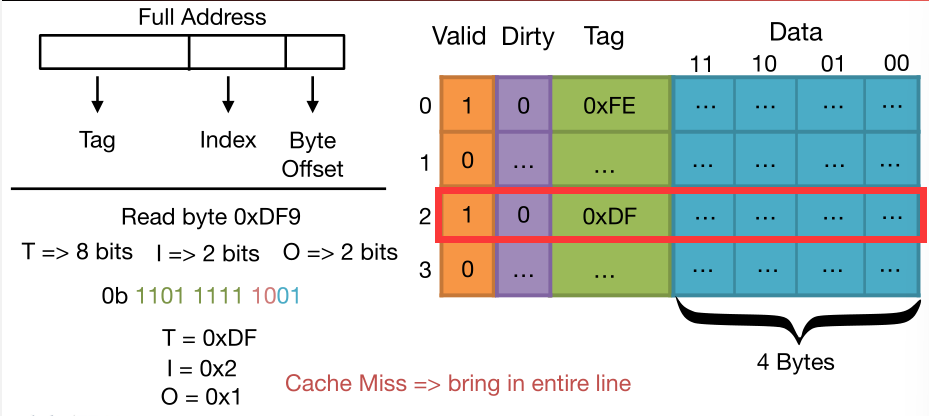 Full Address
Tag
Index
Byte
Offset
Read byte 0xDF9
T => 8 bits I => 2 bits O => 2 bits
0b 1101 1111 1001
T = 0xDF
I = 0x2
O = 0x1
Valid Dirty Tag Data
11 10 01 00
0 1 0 0xFE ... ... ... ...
1 0 ... ... ... ... ... ...
2 1 0 0xDF ... ... ... ...
3 0 ... ... ... ... ... ...
4 Bytes
Cache Miss => bring in entire line